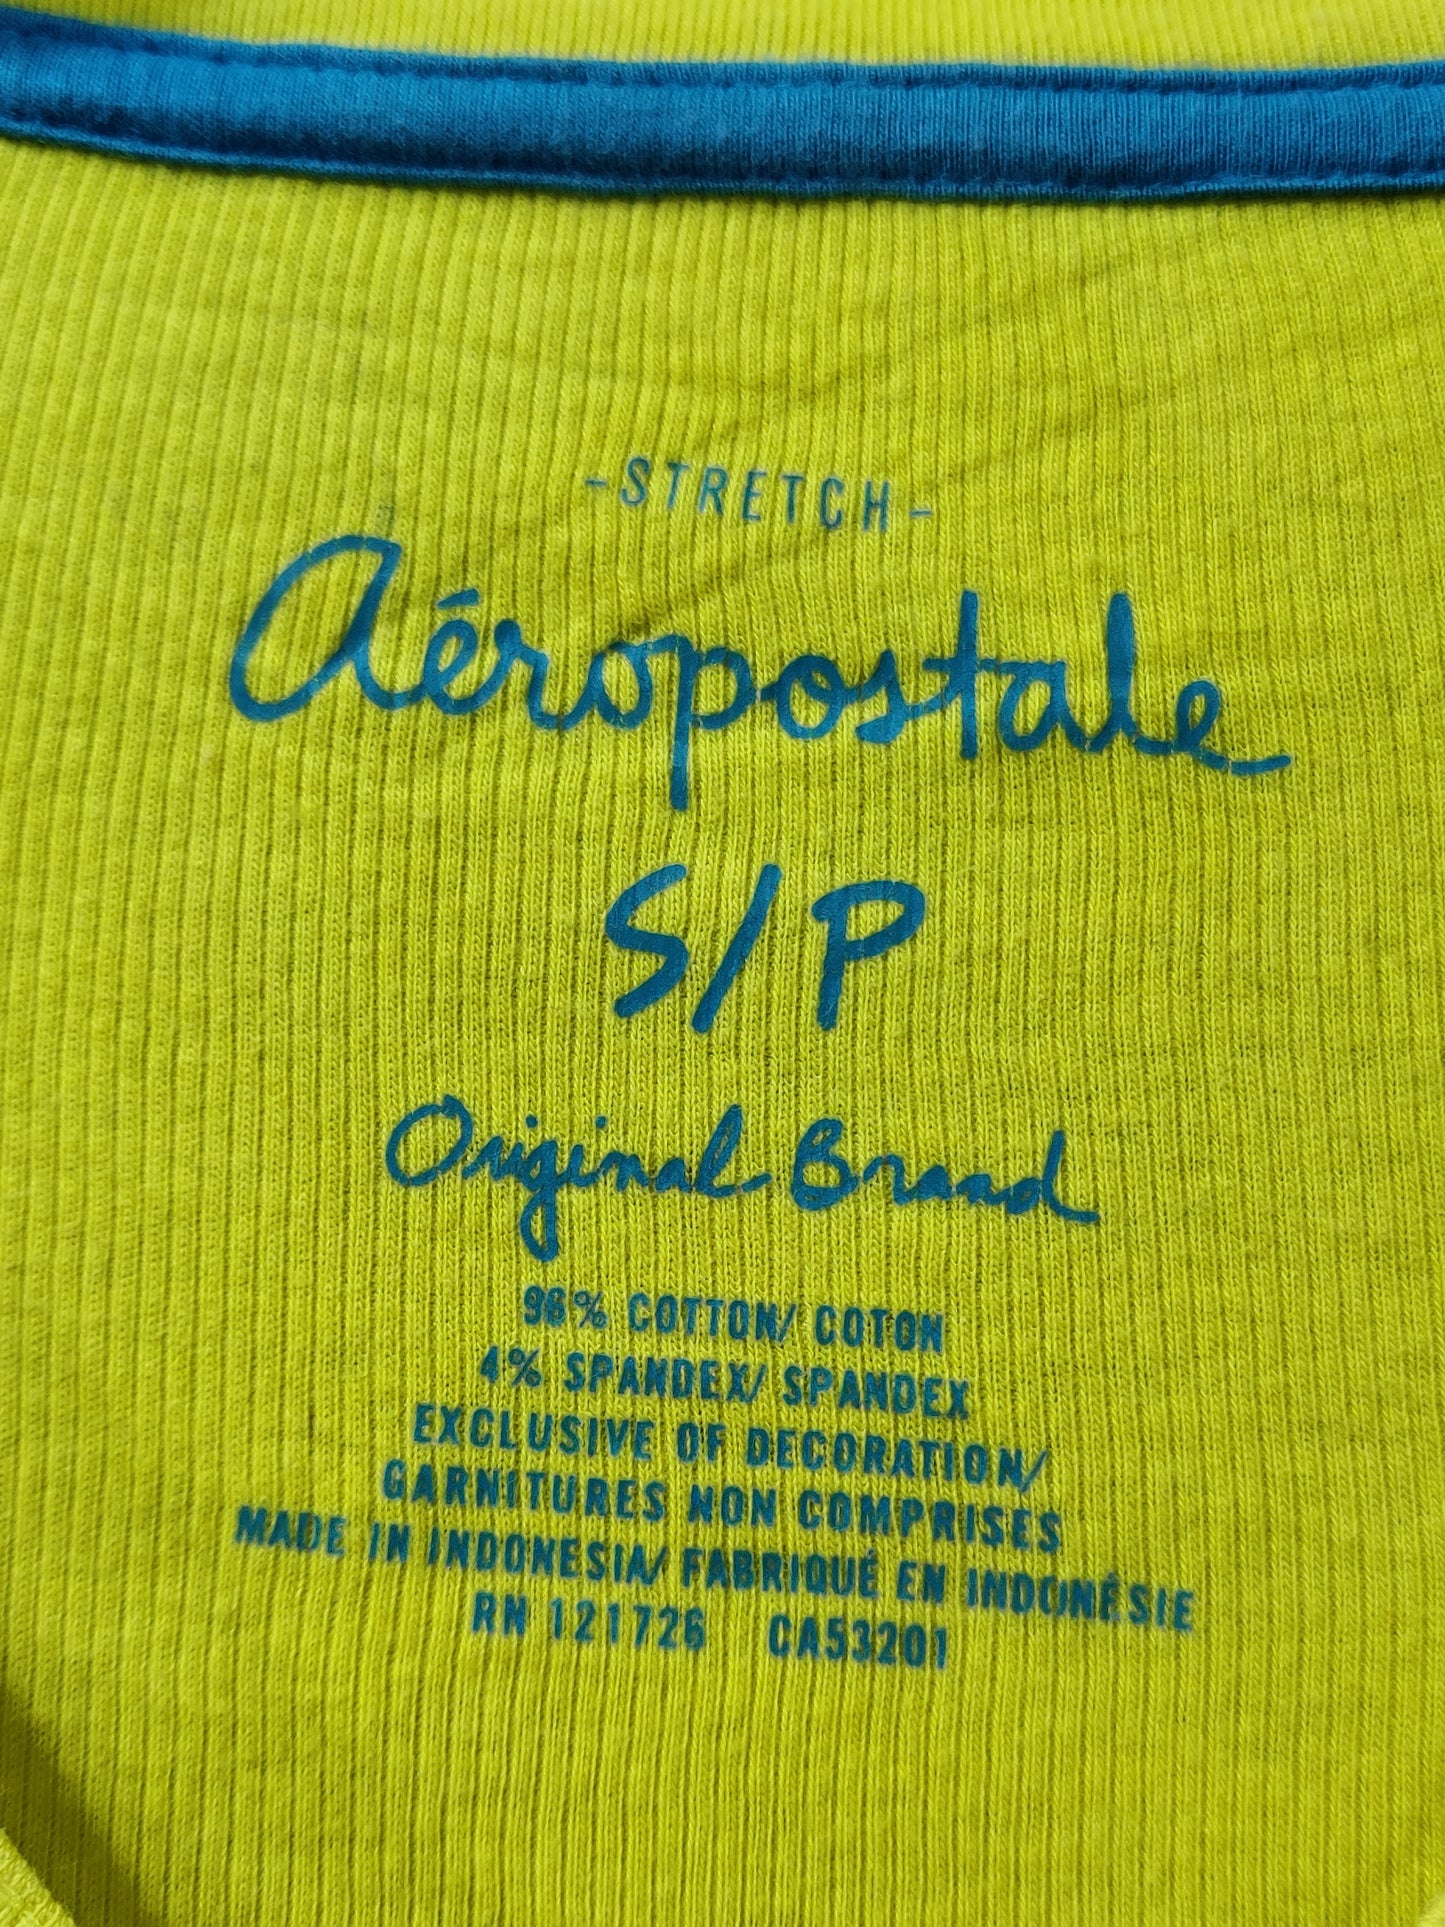 -STRETCH-
Aéropostale
S/P
Original Brand
96% COTTON/ COTON
4% SPANDEX/ SPANDEX
EXCLUSIVE OF DECORATION/
GARNITURES NON COMPRISES
MADE IN INDONESIA/ FABRIQUÉ EN INDONÉSIE
RN 121726 CA53201